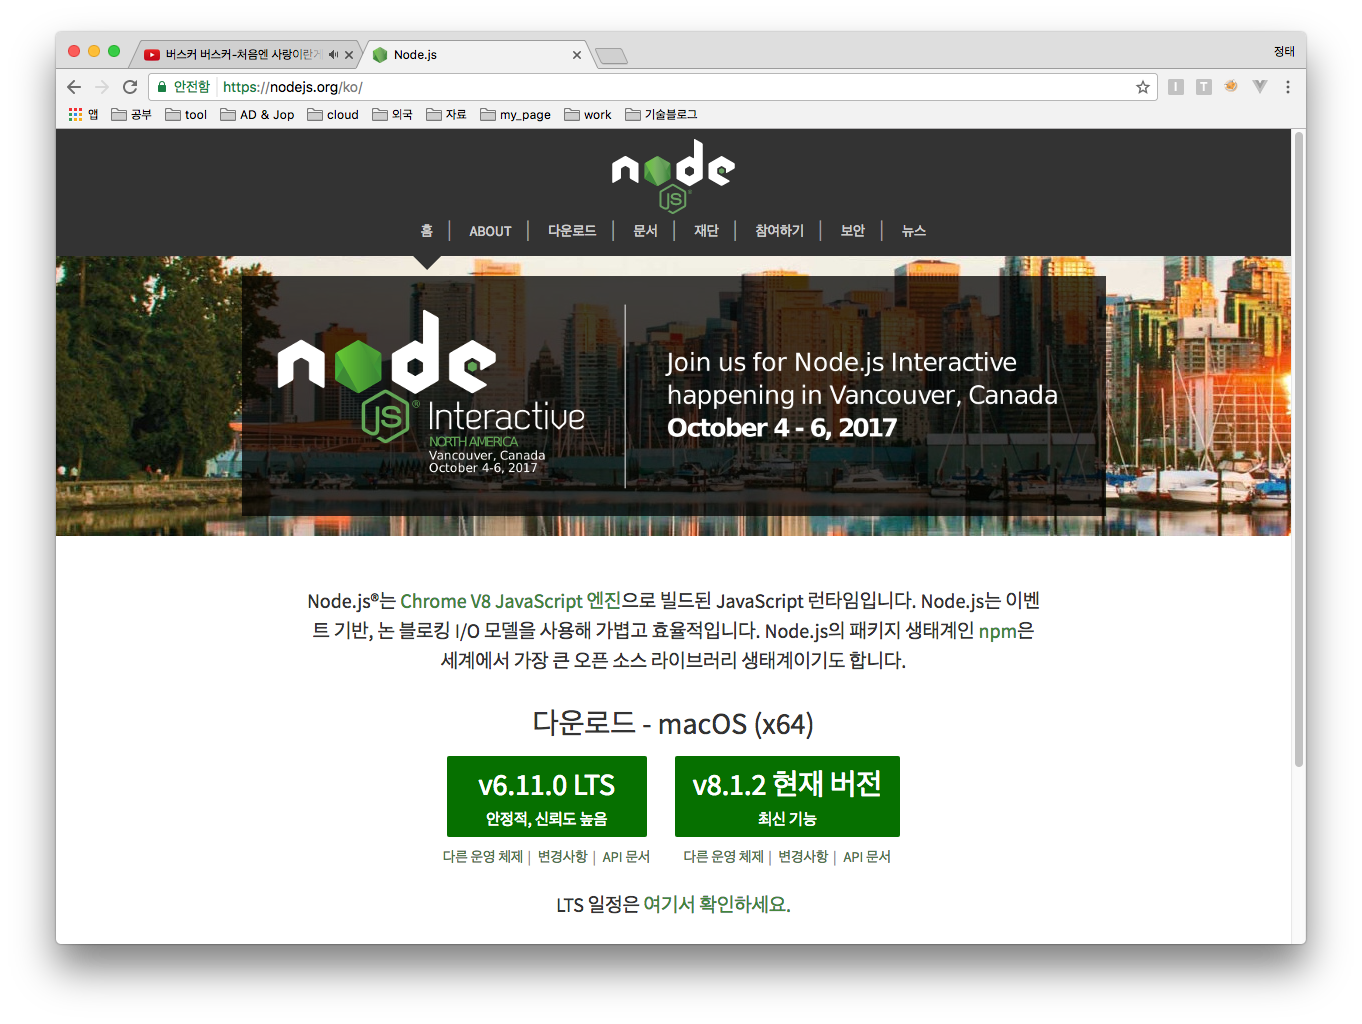 버스커 버스커-처음엔 사랑이란게
Node.js
정태
안전함 https://nodejs.org/ko/
앱 공부 tool AD & Jop cloud 외국 자료 my_page work 기술블로그
node
JS
홈 ABOUT 다운로드 문서 재단 참여하기 보안 뉴스
node
JS® Interactive
NORTH AMERICA
Vancouver, Canada
October 4-6, 2017
Join us for Node.js Interactive
happening in Vancouver, Canada
October 4 - 6, 2017
Node.js®는 Chrome V8 JavaScript 엔진으로 빌드된 JavaScript 런타임입니다. Node.js는 이벤
트 기반, 논 블로킹 I/O 모델을 사용해 가볍고 효율적입니다. Node.js의 패키지 생태계인 npm은
세계에서 가장 큰 오픈 소스 라이브러리 생태계이기도 합니다.
다운로드 - macOS (x64)
v6.11.0 LTS
안정적, 신뢰도 높음
v8.1.2 현재 버전
최신 기능
다른 운영 체제 | 변경사항 | API 문서
다른 운영 체제 | 변경사항 | API 문서
LTS 일정은 여기서 확인하세요.